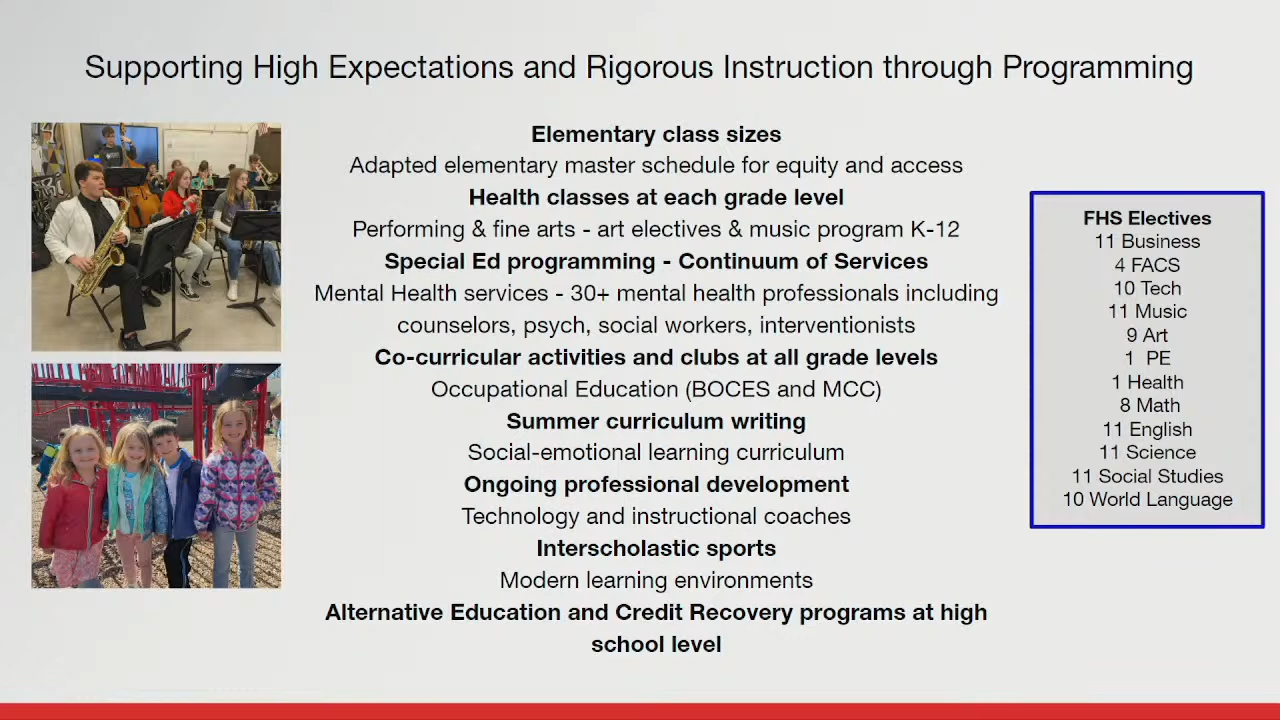 Supporting High Expectations and Rigorous Instruction through Programming
Elementary class sizes
Adapted elementary master schedule for equity and access
Health classes at each grade level
Performing & fine arts - art electives & music program K-12
Special Ed programming - Continuum of Services
Mental Health services - 30+ mental health professionals including
counselors, psych, social workers, interventionists
Co-curricular activities and clubs at all grade levels
Occupational Education (BOCES and MCC)
Summer curriculum writing
Social-emotional learning curriculum
Ongoing professional development
Technology and instructional coaches
Interscholastic sports
Modern learning environments
Alternative Education and Credit Recovery programs at high
school level
FHS Electives
11 Business
4 FACS
10 Tech
11 Music
9 Art
1 PE
1 Health
8 Math
11 English
11 Science
11 Social Studies
10 World Language